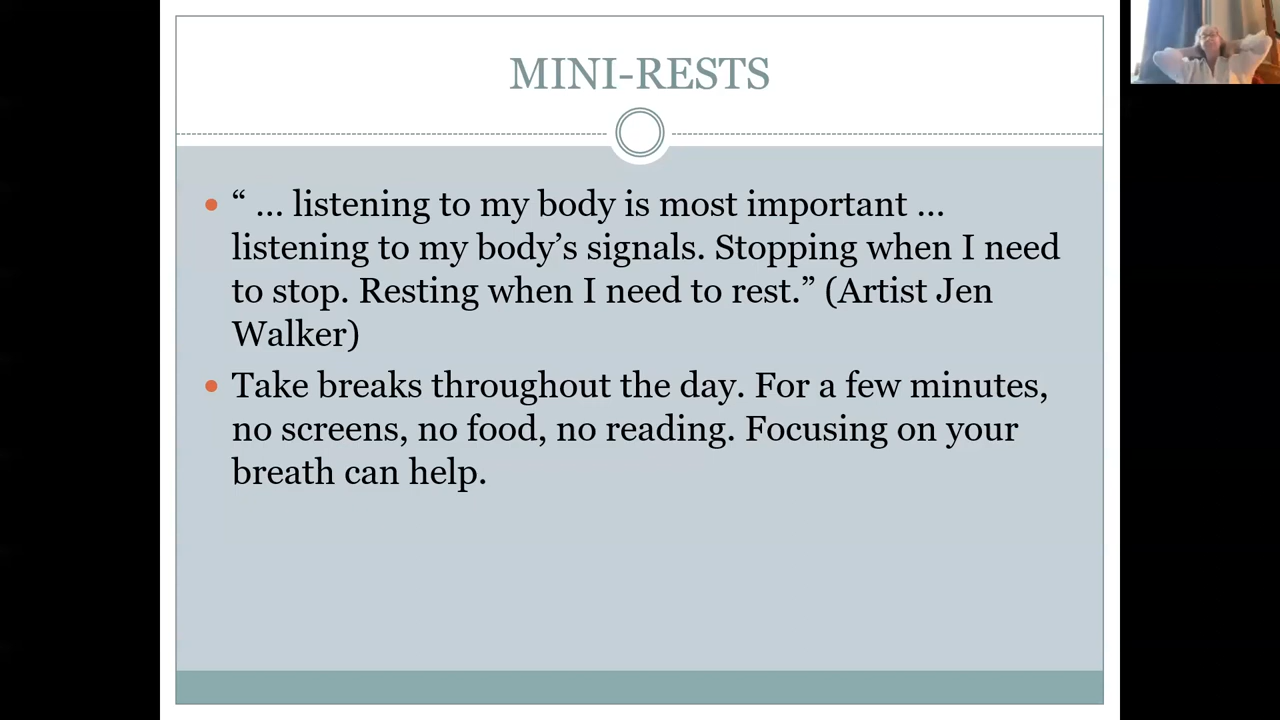 MINI-RESTS
“ … listening to my body is most important …
listening to my body’s signals. Stopping when I need
to stop. Resting when I need to rest.” (Artist Jen
Walker)
Take breaks throughout the day. For a few minutes,
no screens, no food, no reading. Focusing on your
breath can help.